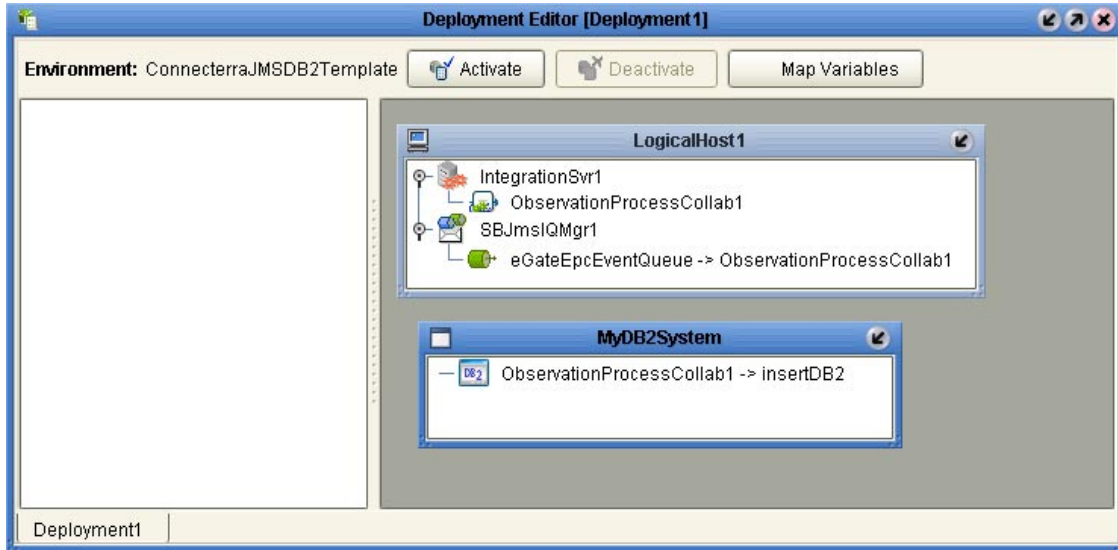 Deployment Editor [Deployment1]
Environment: ConnecterraJMSDB2Template Activate Deactivate Map Variables
LogicalHost1
IntegrationSvr1
ObservationProcessCollab1
SBJmsIQMgr1
eGateEpcEventQueue -> ObservationProcessCollab1
MyDB2System
DB2 ObservationProcessCollab1 -> insertDB2
Deployment1